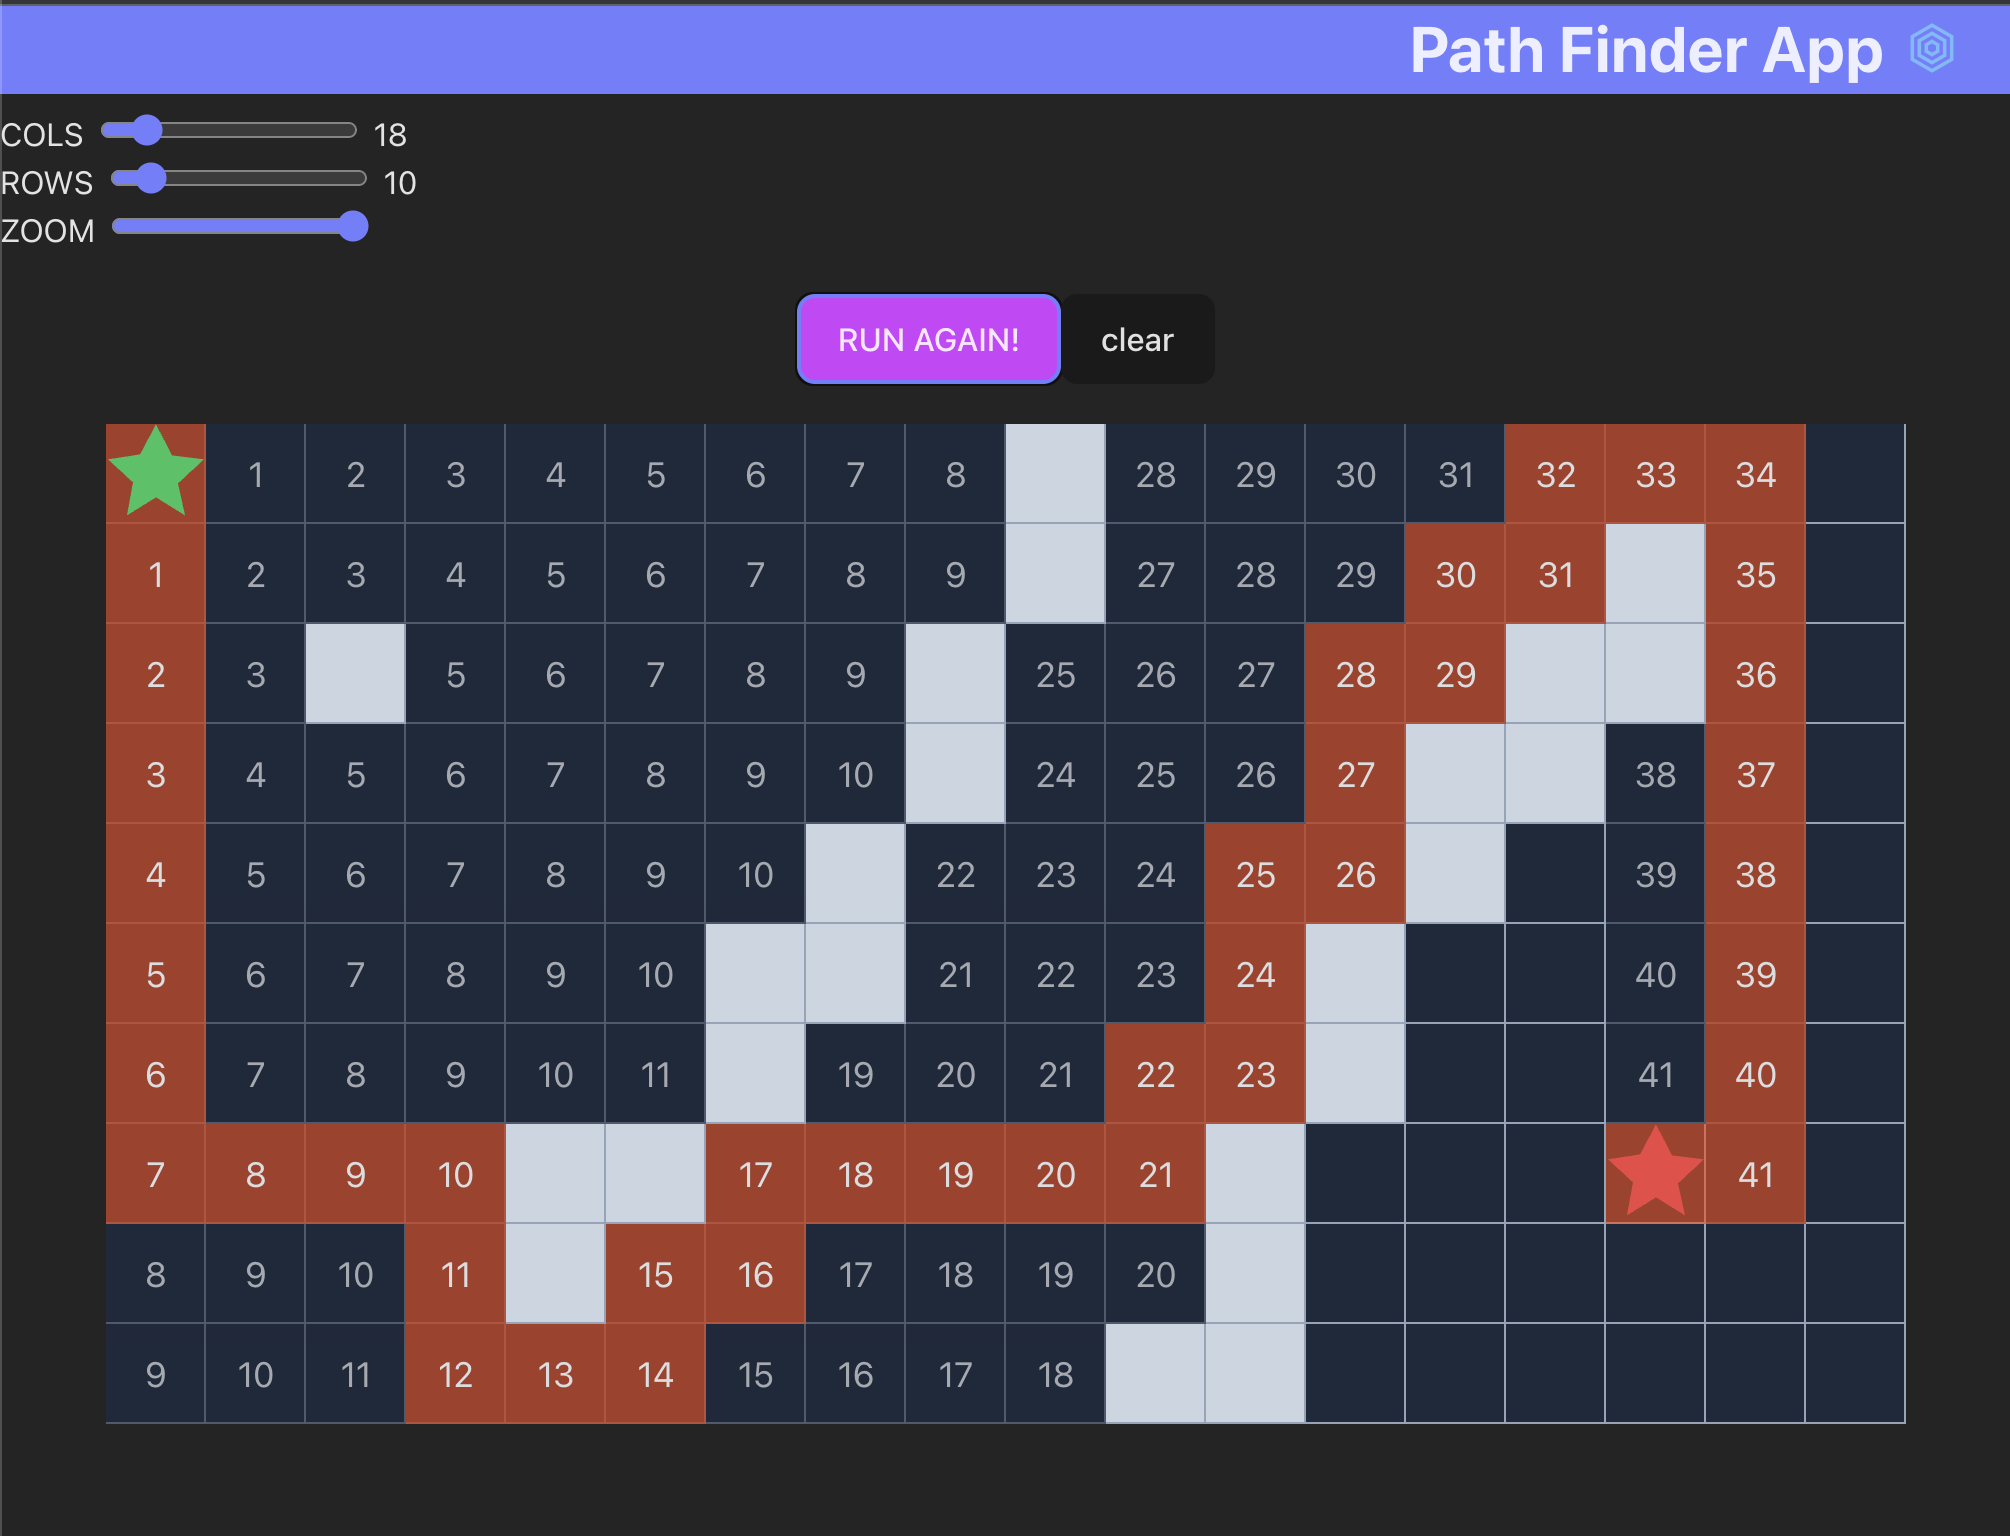 Path Finder App
COLS 18
ROWS 10
ZOOM
RUN AGAIN! clear
1 2 3 4 5 6 7 8 28 29 30 31 32 33 34
1 2 3 4 5 6 7 8 9 27 28 29 30 31 35
2 3 5 6 7 8 9 25 26 27 28 29 36
3 4 5 6 7 8 9 10 24 25 26 27 38 37
4 5 6 7 8 9 10 22 23 24 25 26 39 38
5 6 7 8 9 10 21 22 23 24 40 39
6 7 8 9 10 11 19 20 21 22 23 41 40
7 8 9 10 17 18 19 20 21 41
8 9 10 11 15 16 17 18 19 20
9 10 11 12 13 14 15 16 17 18